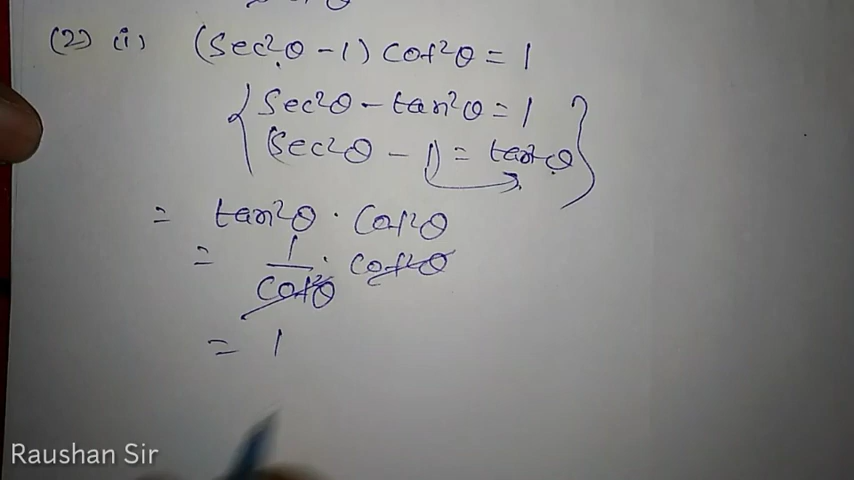 (2) (i) (Sec²θ - 1) Cot²θ = 1
{ Sec²θ - tan²θ = 1
(Sec²θ - 1) = tan²θ }
= tan²θ · Cot²θ
= 1/Cot²θ · Cot²θ
= 1
Raushan Sir